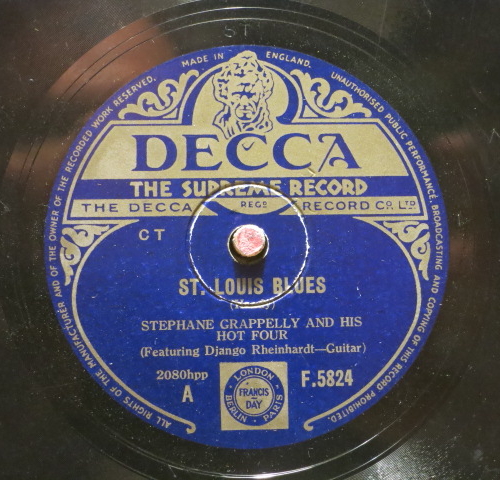 ST
MADE IN ENGLAND.
ALL RIGHTS OF THE MANUFACTURER AND OF THE OWNER OF THE RECORDED WORK RESERVED.
UNAUTHORISED PUBLIC PERFORMANCE, BROADCASTING AND COPYING OF THIS RECORD PROHIBITED.
DECCA
THE SUPREME RECORD
THE DECCA REGD RECORD CO. LTD.
CT
ST. LOUIS BLUES
STEPHANE GRAPPELLY AND HIS
HOT FOUR
(Featuring Django Rheinhardt—Guitar)
2080hpp
A
LONDON
FRANCIS
DAY
BERLIN - PARIS
F.5824